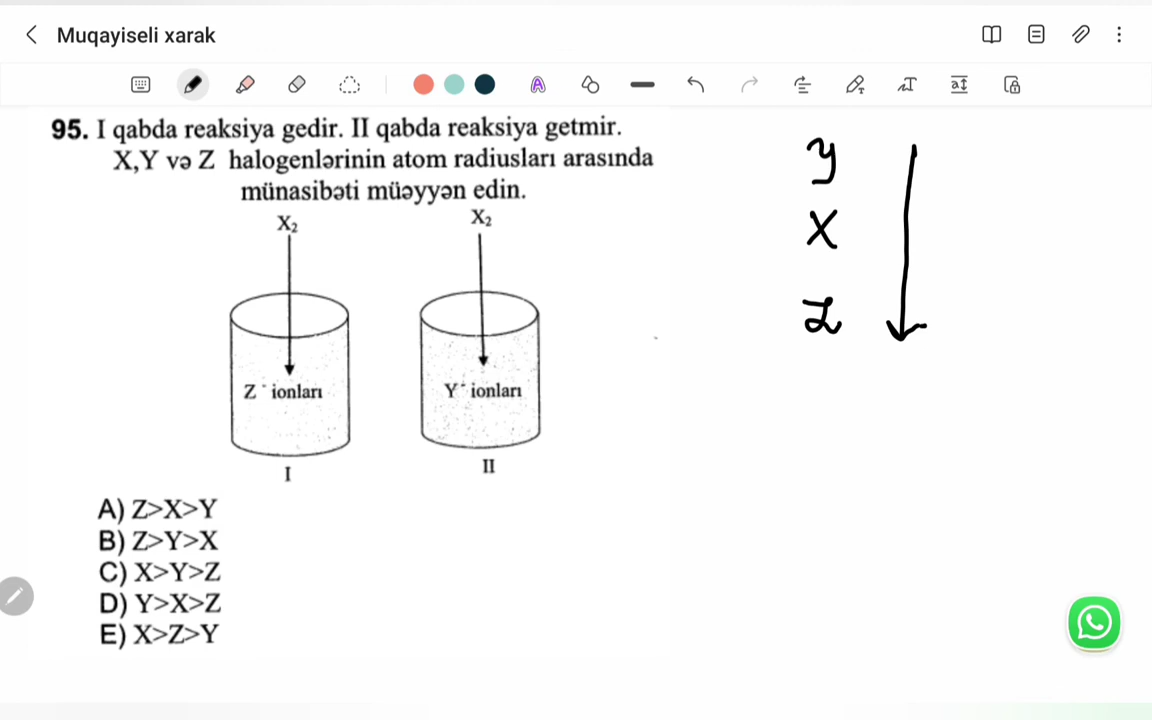 Muqayiseli xarak
95. I qabda reaksiya gedir. II qabda reaksiya getmir.
X,Y və Z halogenlərinin atom radiusları arasında
münasibəti müəyyən edin.
X₂ X₂
Z⁻ ionları Y⁻ ionları
I II
A) Z>X>Y
B) Z>Y>X
C) X>Y>Z
D) Y>X>Z
E) X>Z>Y
y
X
Z